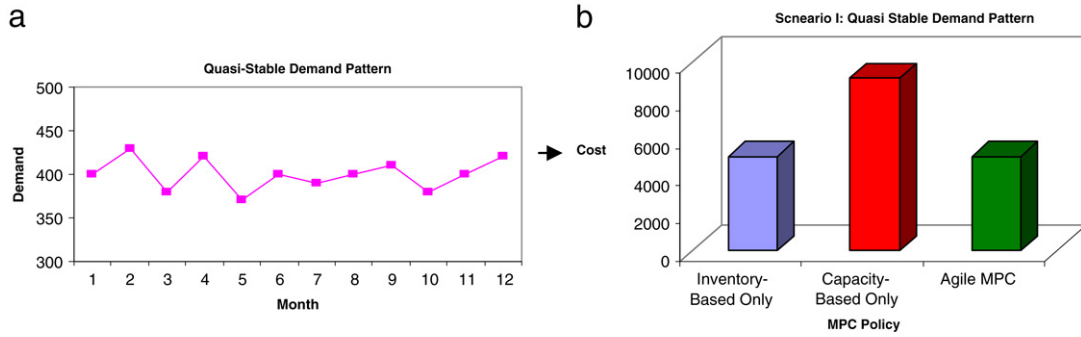 a
Quasi-Stable Demand Pattern
500
450
400
350
300
Demand
1 2 3 4 5 6 7 8 9 10 11 12
Month
b
Scneario I: Quasi Stable Demand Pattern
Cost
10000
8000
6000
4000
2000
0
Inventory-
Based Only
Capacity-
Based Only
Agile MPC
MPC Policy